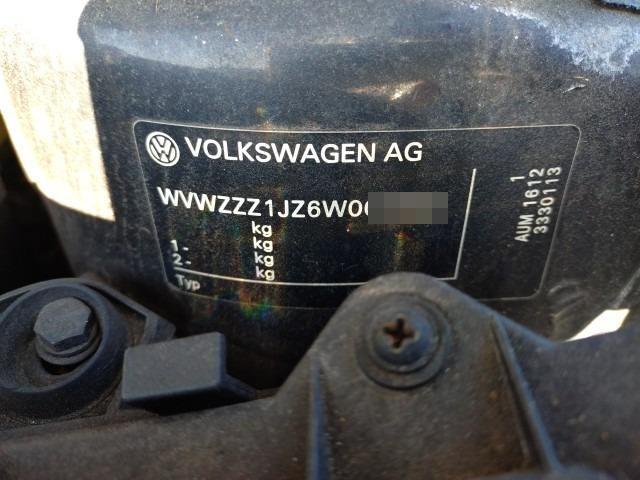 VOLKSWAGEN AG
WVWZZZ1JZ6W0
kg
1- kg
2- kg
kg
Typ
1
AUM 1612
3330113